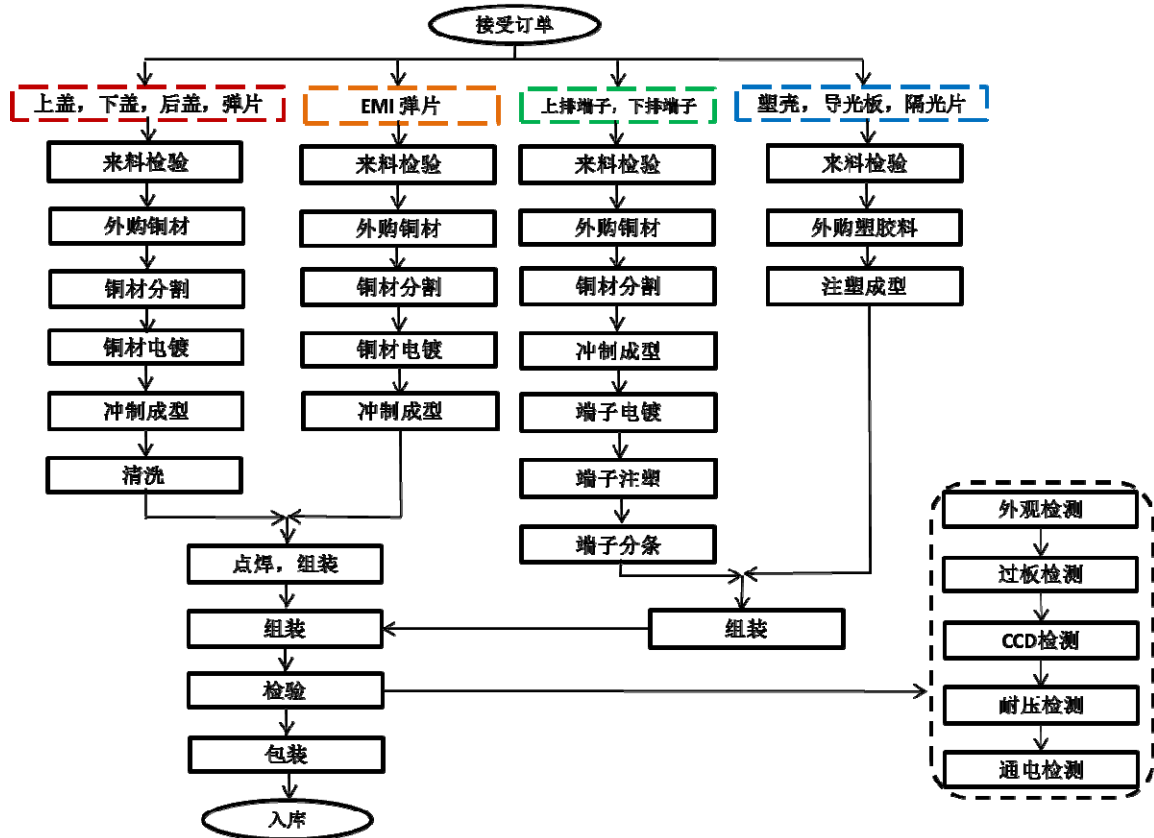 接受订单
上盖，下盖，后盖，弹片
EMI 弹片
上排端子，下排端子
塑壳，导光板，隔光片
来料检验
来料检验
来料检验
来料检验
外购铜材
外购铜材
外购铜材
外购塑胶料
铜材分割
铜材分割
铜材分割
注塑成型
铜材电镀
铜材电镀
冲制成型
冲制成型
冲制成型
端子电镀
清洗
端子注塑
外观检测
点焊，组装
端子分条
过板检测
组装
组装
CCD检测
检验
耐压检测
包装
通电检测
入库